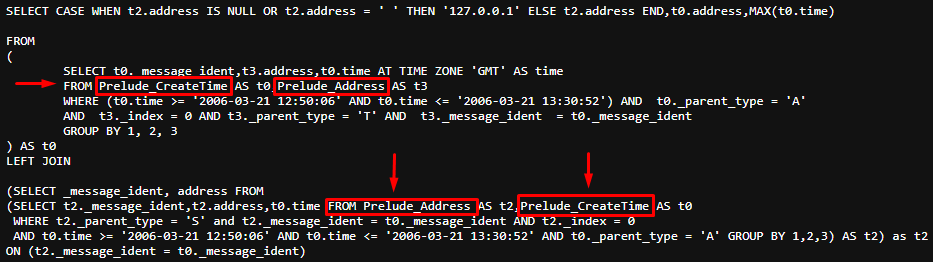 SELECT CASE WHEN t2.address IS NULL OR t2.address = ' ' THEN '127.0.0.1' ELSE t2.address END,t0.address,MAX(t0.time)
FROM
(
SELECT t0._message_ident,t3.address,t0.time AT TIME ZONE 'GMT' AS time
FROM Prelude_CreateTime AS t0,Prelude_Address AS t3
WHERE (t0.time >= '2006-03-21 12:50:06' AND t0.time <= '2006-03-21 13:30:52') AND  t0._parent_type = 'A'
AND  t3._index = 0 AND t3._parent_type = 'T' AND  t3._message_ident  = t0._message_ident
GROUP BY 1, 2, 3
) AS t0
LEFT JOIN
(SELECT _message_ident, address FROM
(SELECT t2._message_ident,t2.address,t0.time FROM Prelude_Address AS t2,Prelude_CreateTime AS t0
WHERE t2._parent_type = 'S' and t2._message_ident = t0._message_ident AND t2._index = 0
AND t0.time >= '2006-03-21 12:50:06' AND t0.time <= '2006-03-21 13:30:52' AND t0._parent_type = 'A' GROUP BY 1,2,3) AS t2) as t2
ON (t2._message_ident = t0._message_ident)